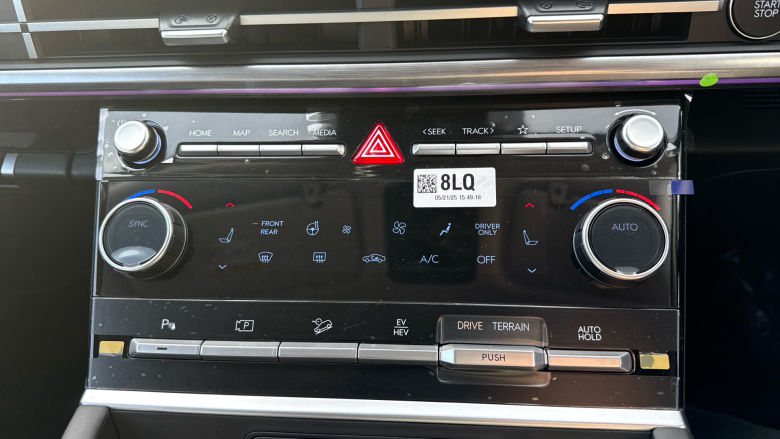 START
STOP
HOME MAP SEARCH MEDIA
<SEEK TRACK> SETUP
8LQ
05/21/25 15:49:18
SYNC
FRONT
REAR
DRIVER
ONLY
AUTO
A/C OFF
P
P
EV
HEV
DRIVE TERRAIN
AUTO
HOLD
PUSH